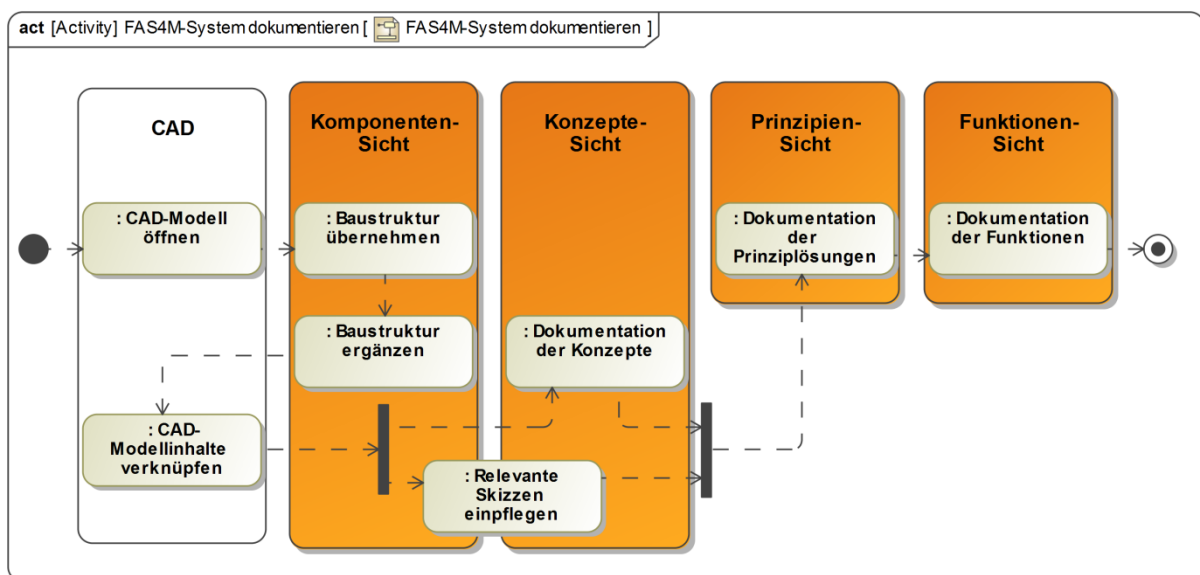 act [Activity] FAS4M-System dokumentieren [ FAS4M-System dokumentieren ]
CAD
Komponenten-
Sicht
Konzepte-
Sicht
Prinzipien-
Sicht
Funktionen-
Sicht
: CAD-Modell
öffnen
: Baustruktur
übernehmen
: Dokumentation
der
Prinziplösungen
: Dokumentation
der Funktionen
: Baustruktur
ergänzen
: Dokumentation
der Konzepte
: CAD-
Modellinhalte
verknüpfen
: Relevante
Skizzen
einpflegen